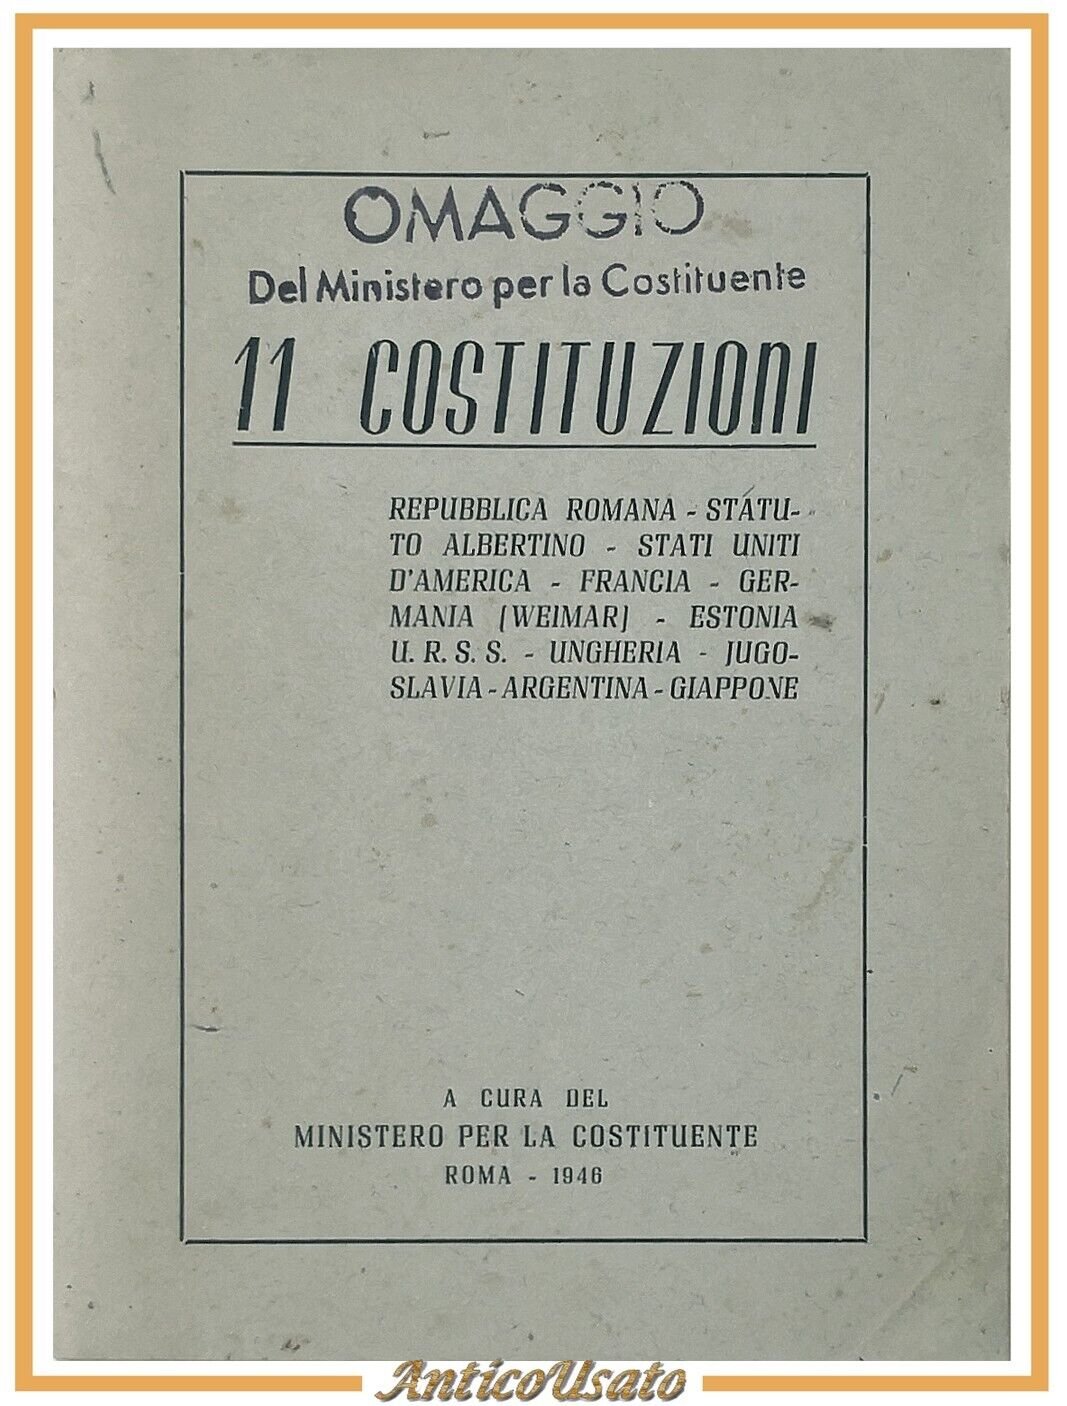 OMAGGIO
Del Ministero per la Costituente
11 COSTITUZIONI
REPUBBLICA ROMANA - STATU-
TO ALBERTINO - STATI UNITI
D'AMERICA - FRANCIA - GER-
MANIA (WEIMAR) - ESTONIA
U. R. S. S. - UNGHERIA - JUGO-
SLAVIA - ARGENTINA - GIAPPONE
A CURA DEL
MINISTERO PER LA COSTITUENTE
ROMA - 1946
AnticoUsato